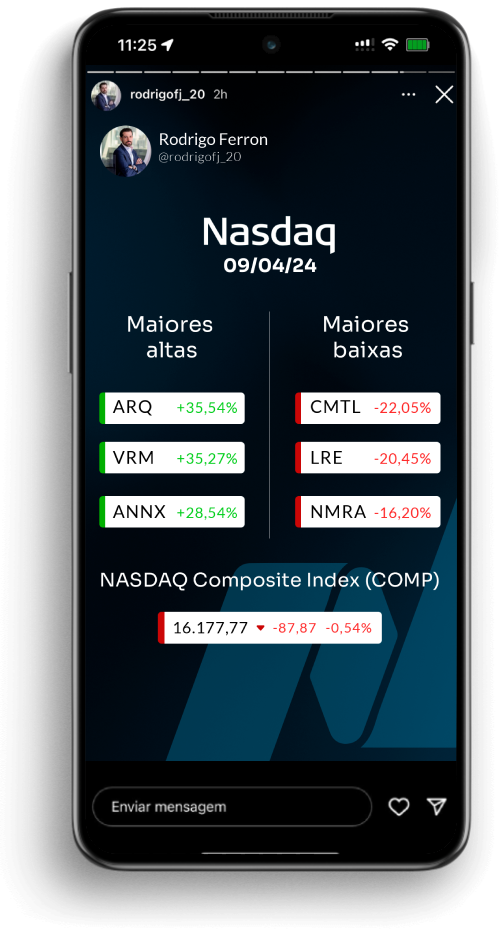 11:25
rodrigofj_20 2h
Rodrigo Ferron
@rodrigofj_20
Nasdaq
09/04/24
Maiores
altas
ARQ +35,54%
VRM +35,27%
ANNX +28,54%
Maiores
baixas
CMTL -22,05%
LRE -20,45%
NMRA -16,20%
NASDAQ Composite Index (COMP)
16.177,77 -87,87 -0,54%
Enviar mensagem